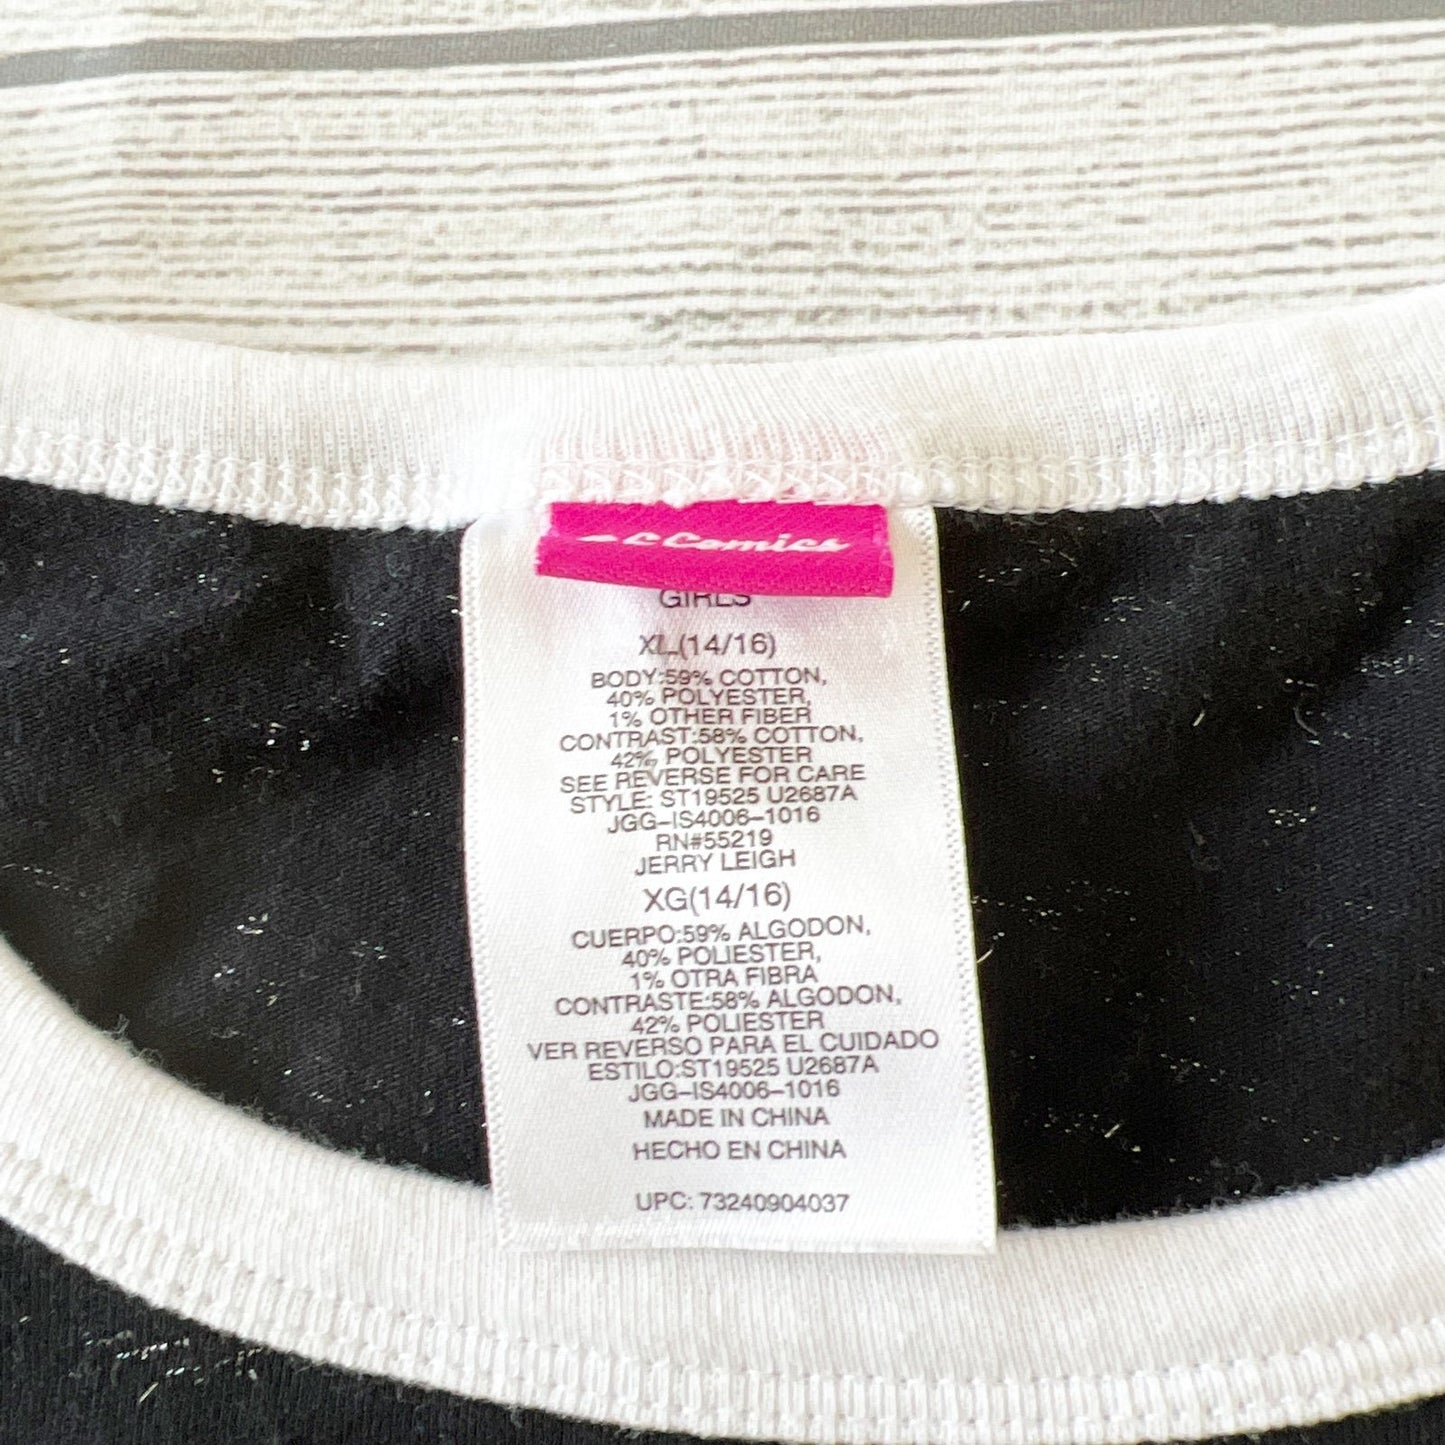 Comics
GIRLS
XL(14/16)
BODY:59% COTTON,
40% POLYESTER,
1% OTHER FIBER
CONTRAST:58% COTTON,
42% POLYESTER
SEE REVERSE FOR CARE
STYLE: ST19525 U2687A
JGG-IS4006-1016
RN#55219
JERRY LEIGH
XG(14/16)
CUERPO:59% ALGODON,
40% POLIESTER,
1% OTRA FIBRA
CONTRASTE:58% ALGODON,
42% POLIESTER
VER REVERSO PARA EL CUIDADO
ESTILO:ST19525 U2687A
JGG-IS4006-1016
MADE IN CHINA
HECHO EN CHINA
UPC: 73240904037